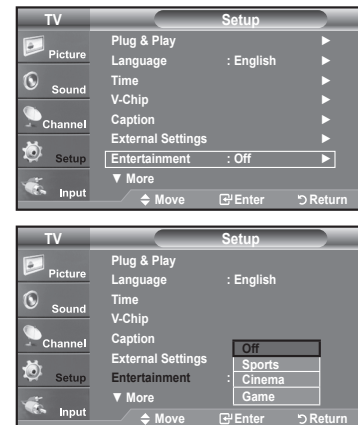 TV
Setup
Picture
Sound
Channel
Setup
Input
Plug & Play ►
Language : English ►
Time ►
V-Chip ►
Caption ►
External Settings ►
Entertainment : Off ►
▼ More
Move Enter Return
TV
Setup
Picture
Sound
Channel
Setup
Input
Plug & Play
Language : English
Time
V-Chip
Caption
External Settings
Entertainment :
▼ More
Off
Sports
Cinema
Game
Move Enter Return